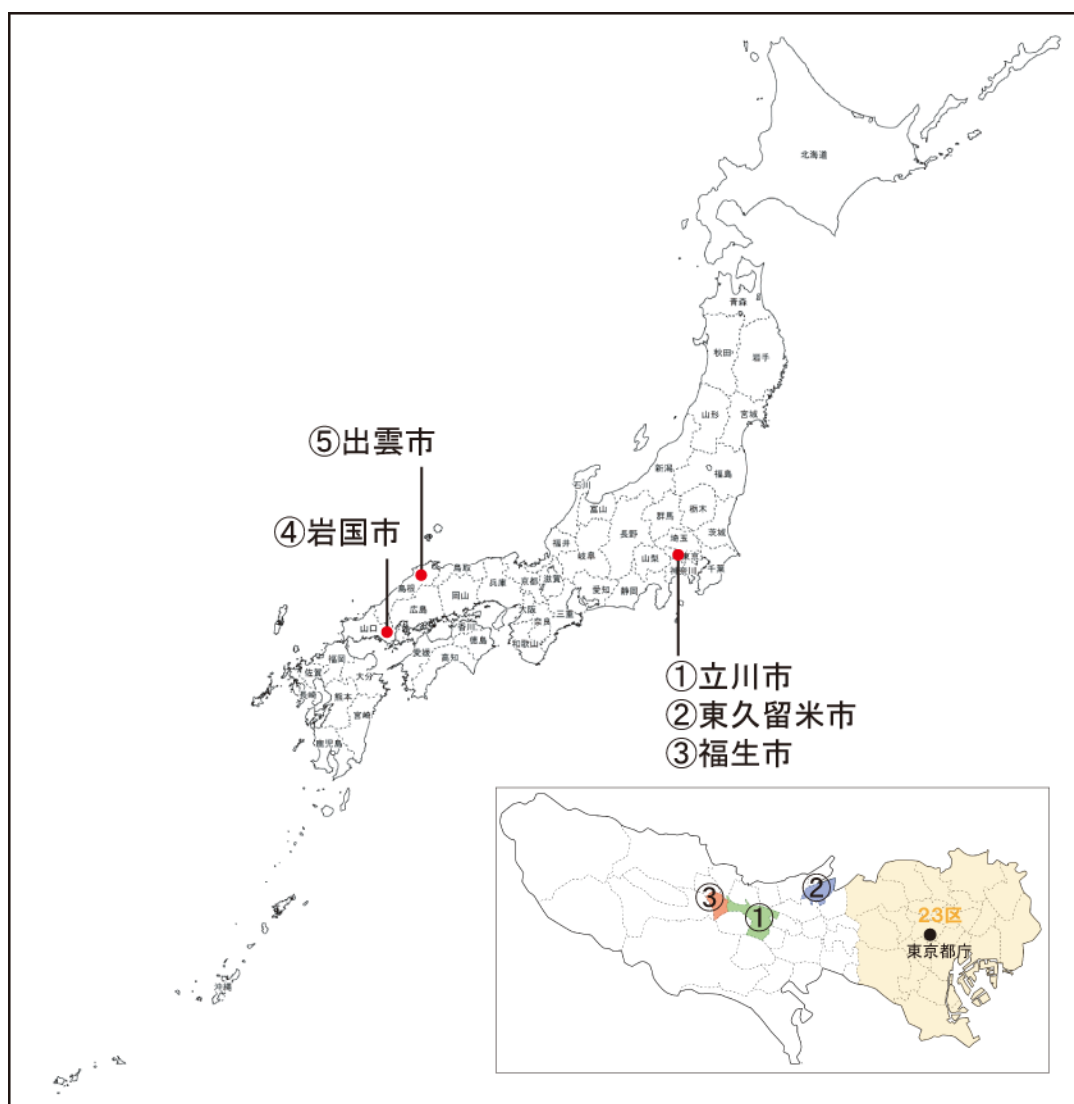 北海道
青森
秋田
岩手
山形
宮城
⑤出雲市
新潟
福島
石川
富山
群馬
栃木
④岩国市
長野
埼玉
茨城
福井
岐阜
山梨
東京
神奈川
千葉
鳥取
兵庫
京都
滋賀
愛知
静岡
島根
岡山
広島
大阪
三重
奈良
山口
香川
徳島
和歌山
愛媛
高知
福岡
佐賀
大分
長崎
熊本
宮崎
鹿児島
①立川市
②東久留米市
③福生市
沖縄
②
③
①
23区
東京都庁